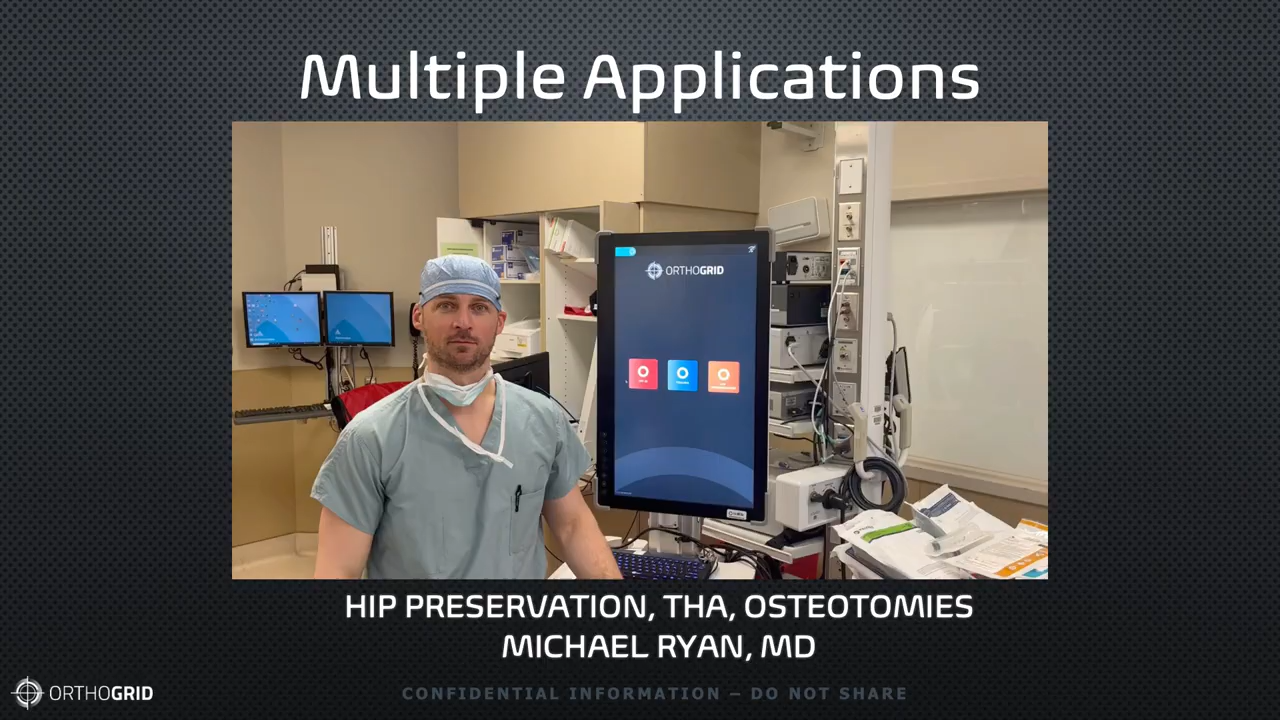 Multiple Applications
ORTHOGRID
HIP PRESERVATION, THA, OSTEOTOMIES
MICHAEL RYAN, MD
ORTHOGRID
CONFIDENTIAL INFORMATION – DO NOT SHARE